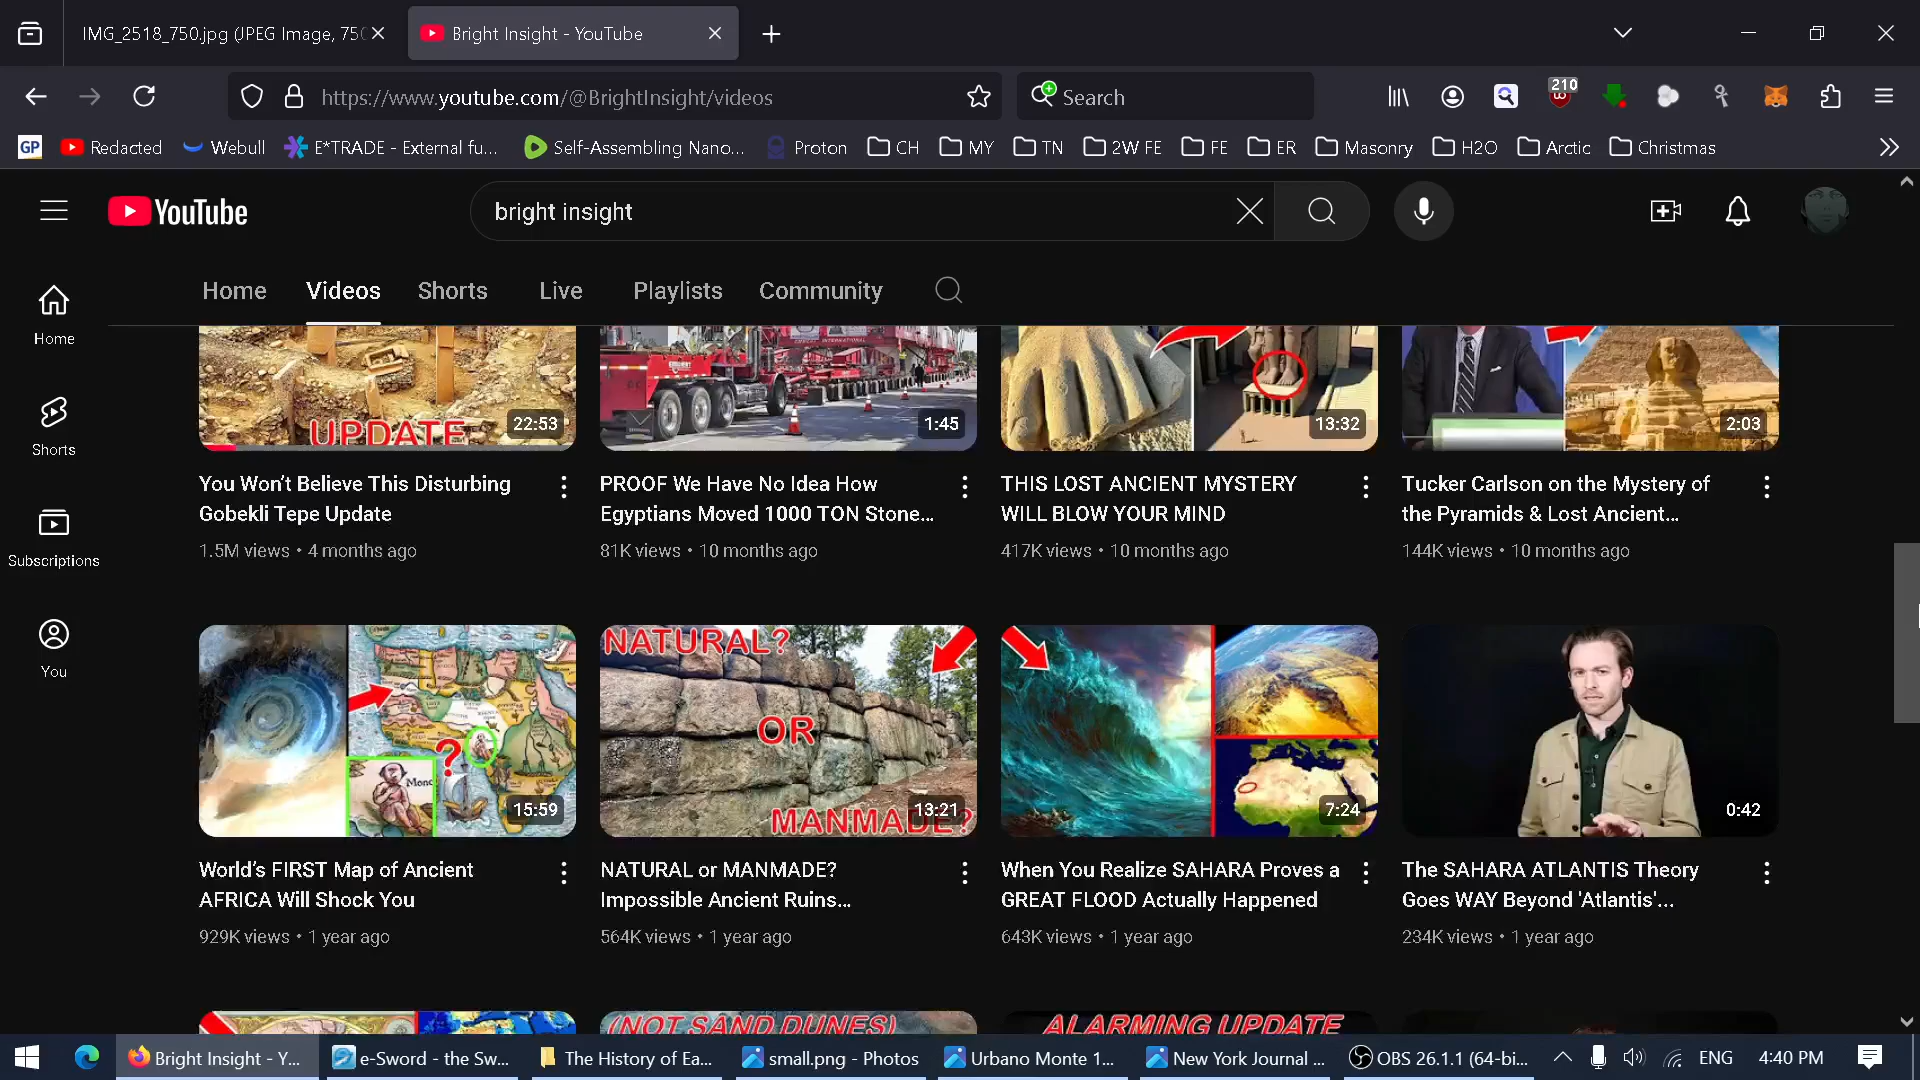 IMG_2518_750.jpg (JPEG Image, 750
Bright Insight - YouTube
https://www.youtube.com/@BrightInsight/videos
Search
210
GP
Redacted
Webull
E*TRADE - External fu...
Self-Assembling Nano...
Proton
CH
MY
TN
2W FE
FE
ER
Masonry
H2O
Arctic
Christmas
YouTube
bright insight
Home
Videos
Shorts
Live
Playlists
Community
Home
Shorts
Subscriptions
You
UPDATE
22:53
1:45
13:32
2:03
You Won't Believe This Disturbing
Gobekli Tepe Update
1.5M views • 4 months ago
PROOF We Have No Idea How
Egyptians Moved 1000 TON Stone...
81K views • 10 months ago
THIS LOST ANCIENT MYSTERY
WILL BLOW YOUR MIND
417K views • 10 months ago
Tucker Carlson on the Mystery of
the Pyramids & Lost Ancient...
144K views • 10 months ago
?
15:59
NATURAL?
OR
MANMADE?
13:21
7:24
0:42
World's FIRST Map of Ancient
AFRICA Will Shock You
929K views • 1 year ago
NATURAL or MANMADE?
Impossible Ancient Ruins...
564K views • 1 year ago
When You Realize SAHARA Proves a
GREAT FLOOD Actually Happened
643K views • 1 year ago
The SAHARA ATLANTIS Theory
Goes WAY Beyond 'Atlantis'...
234K views • 1 year ago
(NOT SAND DUNES)
ALARMING UPDATE
Bright Insight - Y...
e-Sword - the Sw...
The History of Ea...
small.png - Photos
Urbano Monte 1...
New York Journal ...
OBS 26.1.1 (64-bi...
ENG
4:40 PM